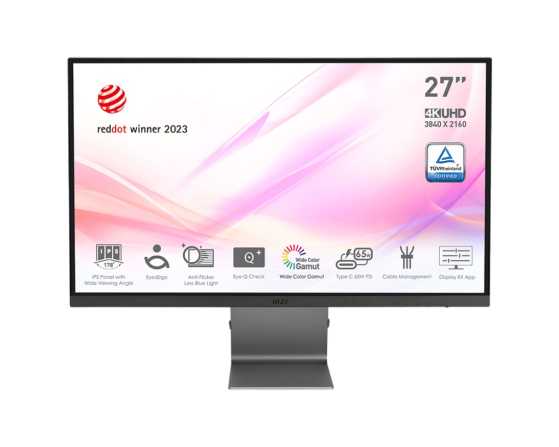 27”
4KUHD
3840 X 2160
reddot winner 2023
TÜVRheinland
CERTIFIED
IPS
178°
IPS Panel with
Wide Viewing Angle
EyesErgo
Anti-Flicker
Less Blue Light
Eye-Q Check
Wide Color
Gamut
Wide Color Gamut
65W
Type C 65W PD
Cable Management
Display Kit App
msi